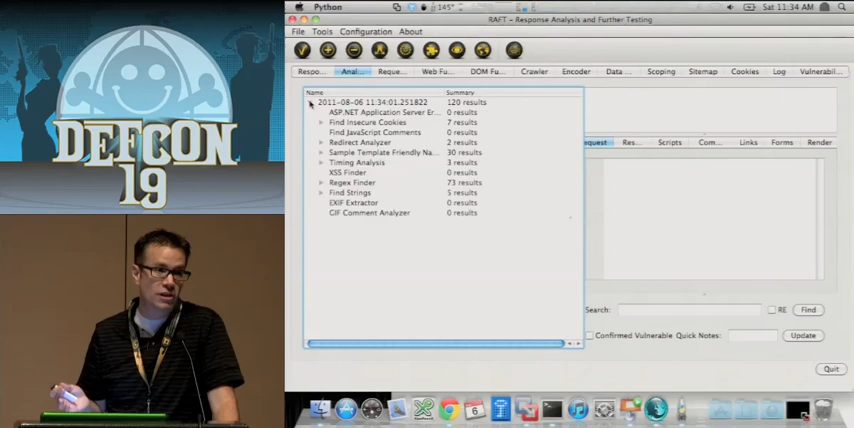 DEFCON
19
Python
145°
Sat 11:34 AM
RAFT – Response Analysis and Further Testing
File Tools Configuration About
Respo... Anal... Reque... Web Fu... DOM Fu... Crawler Encoder Data ... Scoping Sitemap Cookies Log Vulnerabil...
Name Summary
2011-08-06 11:34:01.251822 120 results
ASP.NET Application Server Er... 0 results
Find Insecure Cookies 7 results
Find JavaScript Comments 0 results
Redirect Analyzer 2 results
Sample Template Friendly Na... 30 results
Timing Analysis 3 results
XSS Finder 0 results
Regex Finder 73 results
Find Strings 5 results
EXIF Extractor 0 results
GIF Comment Analyzer 0 results
equest Res... Scripts Com... Links Forms Render
Search: RE Find
Confirmed Vulnerable Quick Notes: Update
Quit
6